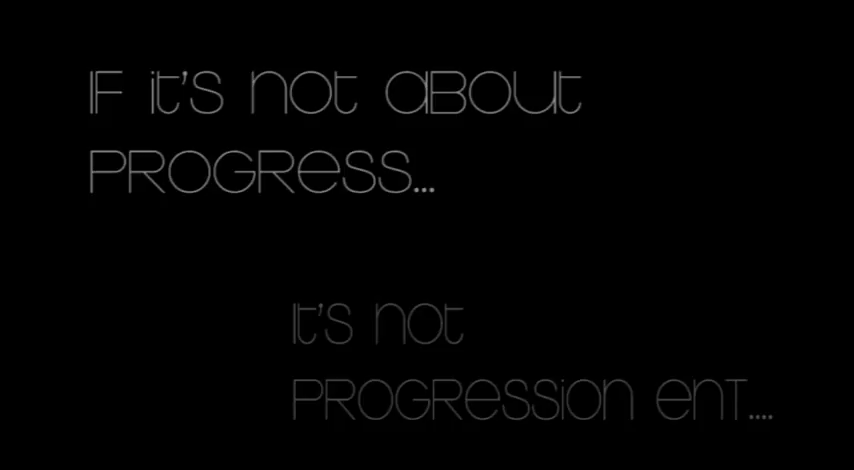 IF it's not about
PROGRESS...
It's not
PROGRESSION ENT....